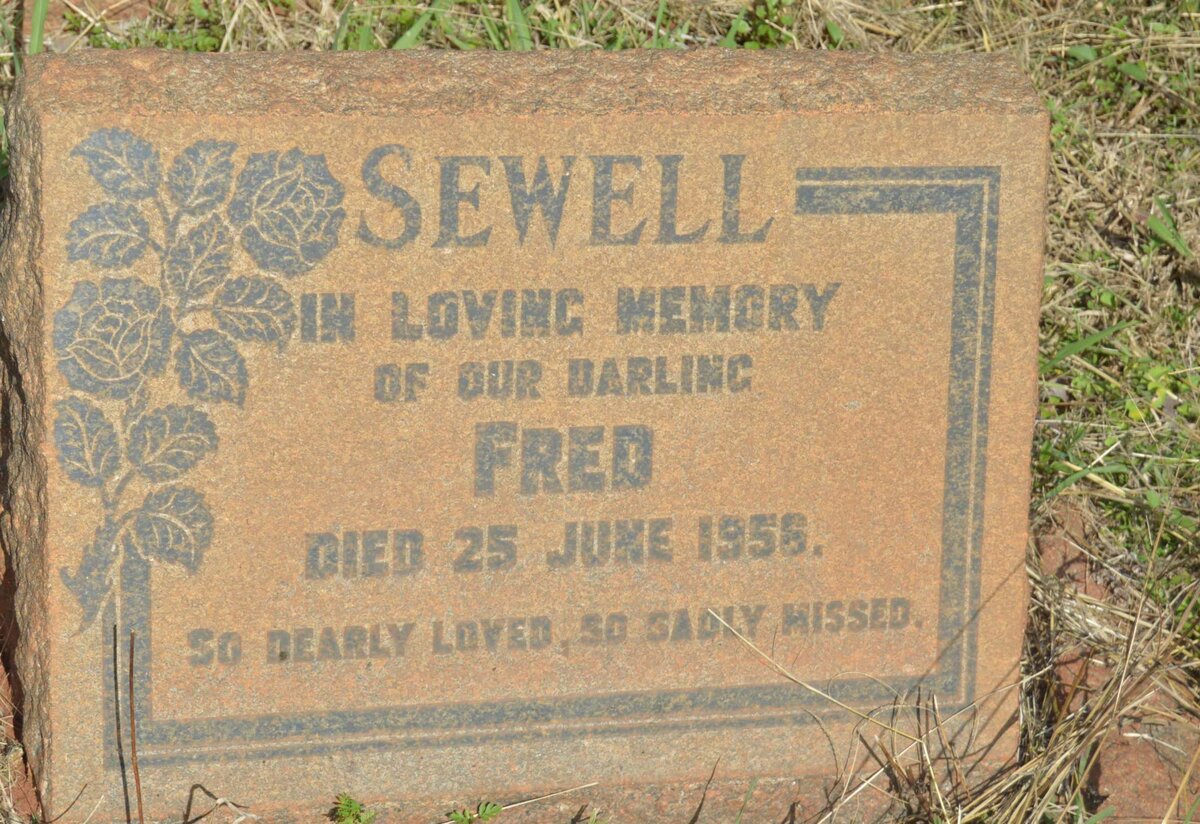 SEWELL
IN LOVING MEMORY
OF OUR DARLING
FRED
DIED 25 JUNE 1956.
SO DEARLY LOVED, SO SADLY MISSED.